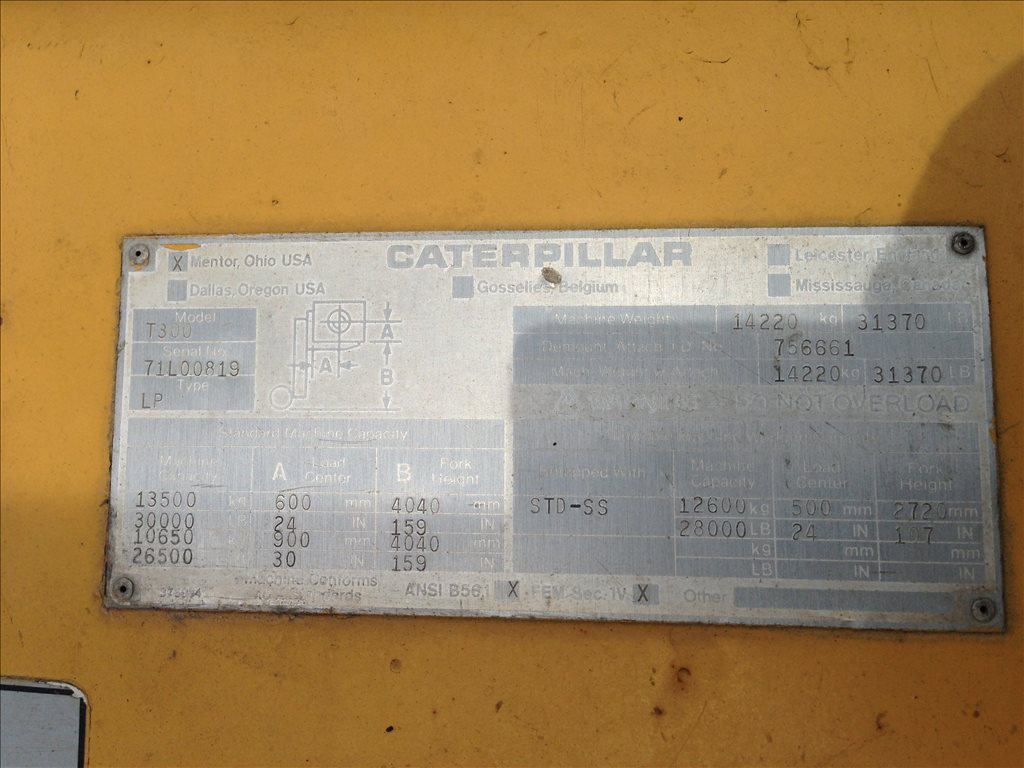 X Mentor, Ohio USA CATERPILLAR Leicester, England
Dallas, Oregon USA Gosselies, Belgium Mississauga, Canada
Model
T300
Serial No.
71L00819
Type
LP
A
A
B
Machine Weight 14220 kg 31370 LB
756661
14220 kg 31370 LB
WARNING DO NOT OVERLOAD
Standard Machine Capacity
Machine Capacity A Load Center B Fork Height
13500 kg 600 mm 4040 mm
30000 LB 24 IN 159 IN
10650 kg 900 mm 4040 mm
26500 30 IN 159 IN
Equipped With Machine Capacity Load Center Fork Height
STD-SS 12600 kg 500 mm 2720 mm
28000 LB 24 IN 107 IN
kg mm mm
LB IN IN
Machine Conforms
Standards ANSI B56.1 X FEM Sec. IV X Other